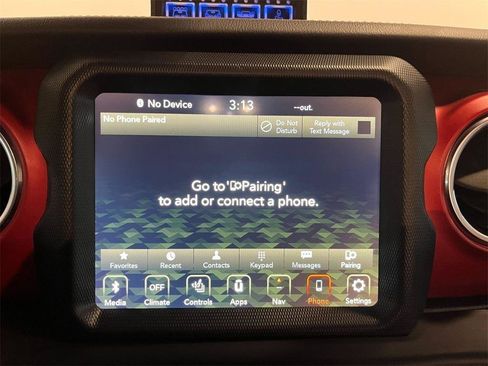 No Device 3:13 --out.
No Phone Paired
Do Not
Disturb
Reply with
Text Message
Go to 'Pairing'
to add or connect a phone.
Favorites Recent Contacts Keypad Messages Pairing
OFF
Media Climate Controls Apps Nav Phone Settings